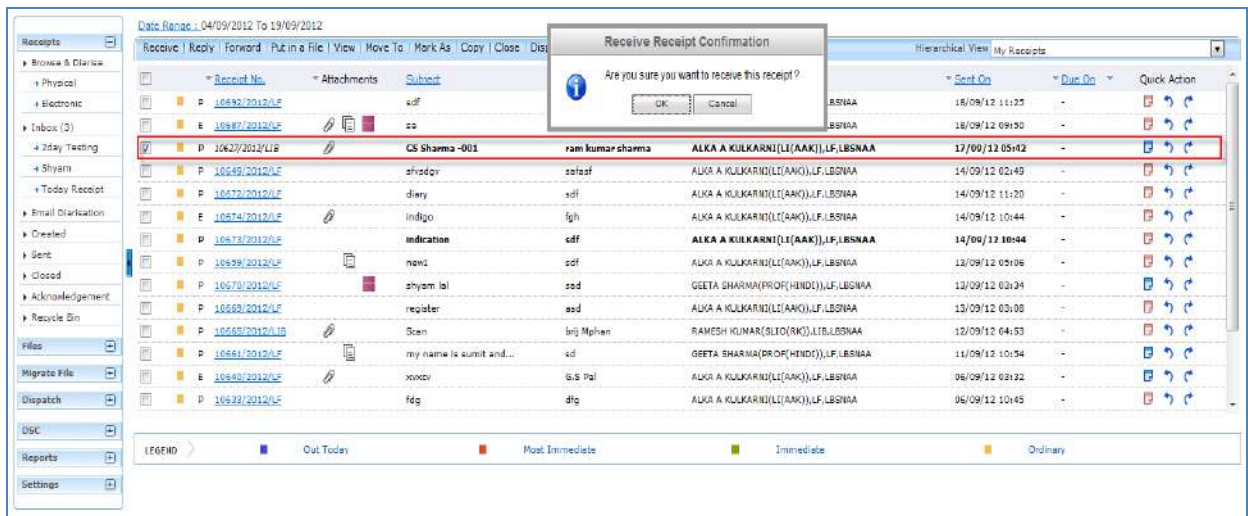 Date Range : 04/09/2012 To 19/09/2012
Receipts
Browse & Diarise
Physical
Electronic
Inbox (3)
2day Testing
Shyam
Today Receipt
Email Diarisation
Created
Sent
Closed
Acknowledgement
Recycle Bin
Files
Migrate File
Dispatch
DSC
Reports
Settings
Receive | Reply | Forward | Put in a File | View | Move To | Mark As | Copy | Close | Hierarchical View My Receipts
Receive Receipt Confirmation
Are you sure you want to receive this receipt ?
OK Cancel
Receipt No. Attachments Subject Sent On Due On Quick Action
P 10692/2012/LF sdf LBSNAA 18/09/12 11:25 -
E 10687/2012/LF LBSNAA 18/09/12 09:50 -
P 10627/2012/LIB CS Sharma -001 ram kumar sharma ALKA A KULKARNI(LI(AAK)),LF,LBSNAA 17/09/12 05:42 -
P 10649/2012/LF sfvsdgv safasf ALKA A KULKARNI(LI(AAK)),LF,LBSNAA 14/09/12 02:49 -
P 10672/2012/LF diary sdf ALKA A KULKARNI(LI(AAK)),LF,LBSNAA 14/09/12 11:20 -
E 10674/2012/LF indigo fgh ALKA A KULKARNI(LI(AAK)),LF,LBSNAA 14/09/12 10:44 -
P 10673/2012/LF indication sdf ALKA A KULKARNI(LI(AAK)),LF,LBSNAA 14/09/12 10:44 -
P 10659/2012/LF new1 sdf ALKA A KULKARNI(LI(AAK)),LF,LBSNAA 13/09/12 05:06 -
P 10670/2012/LF shyam lal sad GEETA SHARMA(PROF(HINDI)),LF,LBSNAA 13/09/12 03:34 -
P 10669/2012/LF register asd ALKA A KULKARNI(LI(AAK)),LF,LBSNAA 13/09/12 03:08 -
P 10665/2012/LIB Scan brij Mphan RAMESH KUMAR(SLIO(RK)),LIB,LBSNAA 12/09/12 04:53 -
P 10661/2012/LF my name is sumit and... sd GEETA SHARMA(PROF(HINDI)),LF,LBSNAA 11/09/12 10:54 -
E 10640/2012/LF G.S Pal ALKA A KULKARNI(LI(AAK)),LF,LBSNAA 06/09/12 03:32 -
P 10633/2012/LF fdg dfg ALKA A KULKARNI(LI(AAK)),LF,LBSNAA 06/09/12 10:45 -
LEGEND Out Today Most Immediate Immediate Ordinary